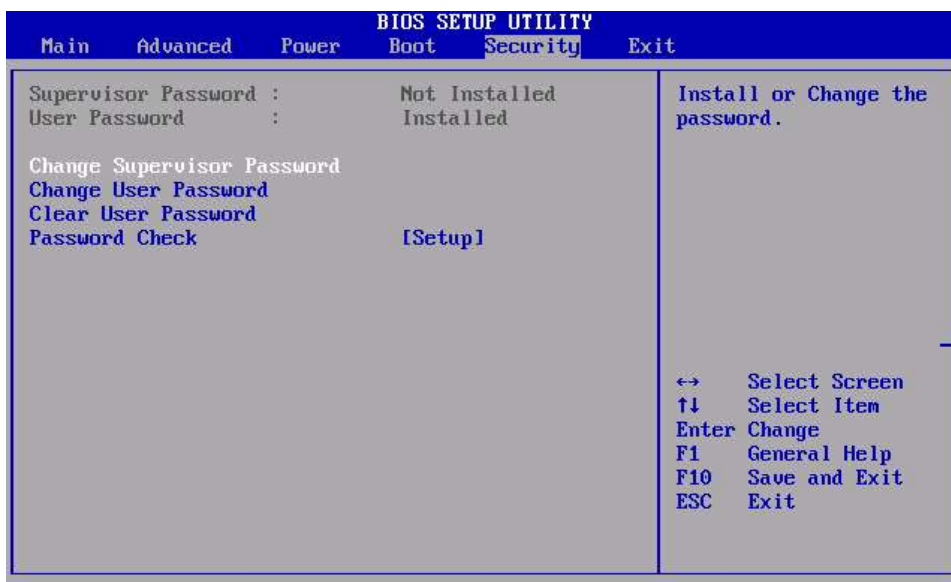 BIOS SETUP UTILITY
Main Advanced Power Boot Security Exit
Supervisor Password : Not Installed
User Password : Installed
Change Supervisor Password
Change User Password
Clear User Password
Password Check [Setup]
Install or Change the
password.
↔ Select Screen
↑↓ Select Item
Enter Change
F1 General Help
F10 Save and Exit
ESC Exit